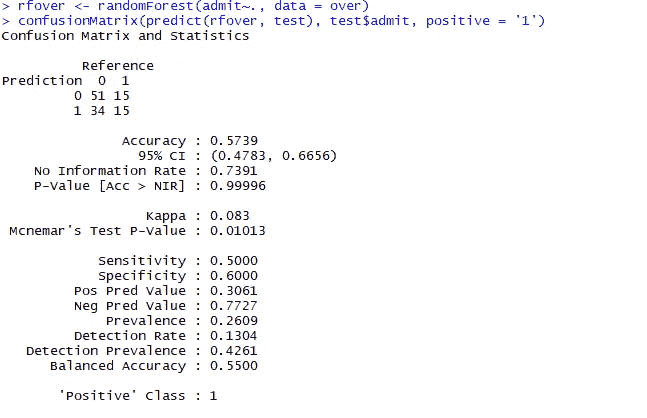 > rfover <- randomForest(admit~., data = over)
> confusionMatrix(predict(rfover, test), test$admit, positive = '1')
Confusion Matrix and Statistics
Reference
Prediction 0 1
0 51 15
1 34 15
Accuracy : 0.5739
95% CI : (0.4783, 0.6656)
No Information Rate : 0.7391
P-Value [Acc > NIR] : 0.99996
Kappa : 0.083
Mcnemar's Test P-Value : 0.01013
Sensitivity : 0.5000
Specificity : 0.6000
Pos Pred Value : 0.3061
Neg Pred Value : 0.7727
Prevalence : 0.2609
Detection Rate : 0.1304
Detection Prevalence : 0.4261
Balanced Accuracy : 0.5500
'Positive' Class : 1